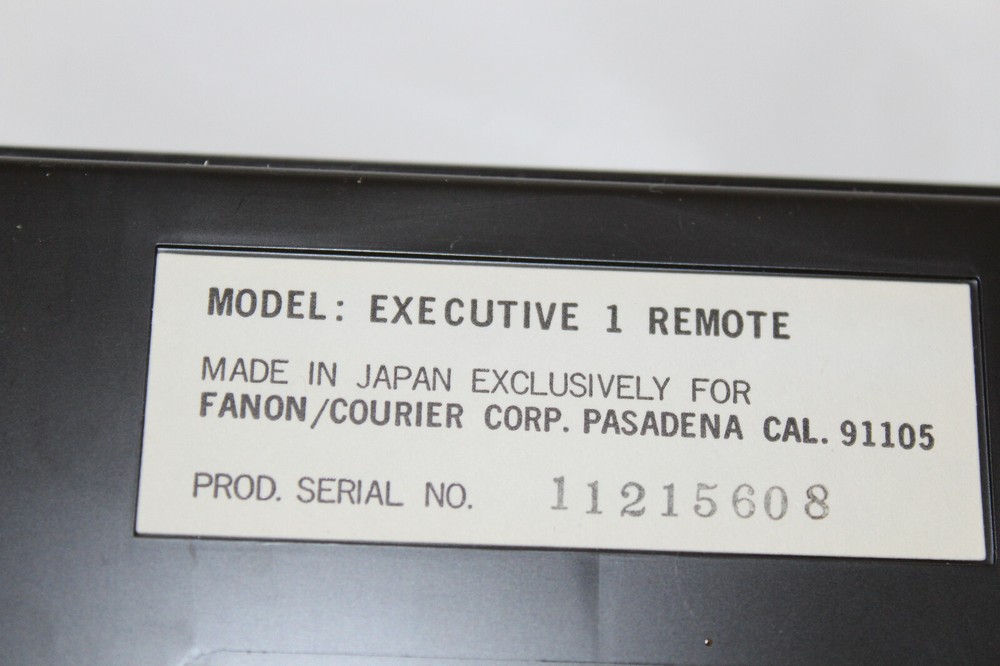 MODEL: EXECUTIVE 1 REMOTE
MADE IN JAPAN EXCLUSIVELY FOR
FANON/COURIER CORP. PASADENA CAL. 91105
PROD. SERIAL NO. 11215608